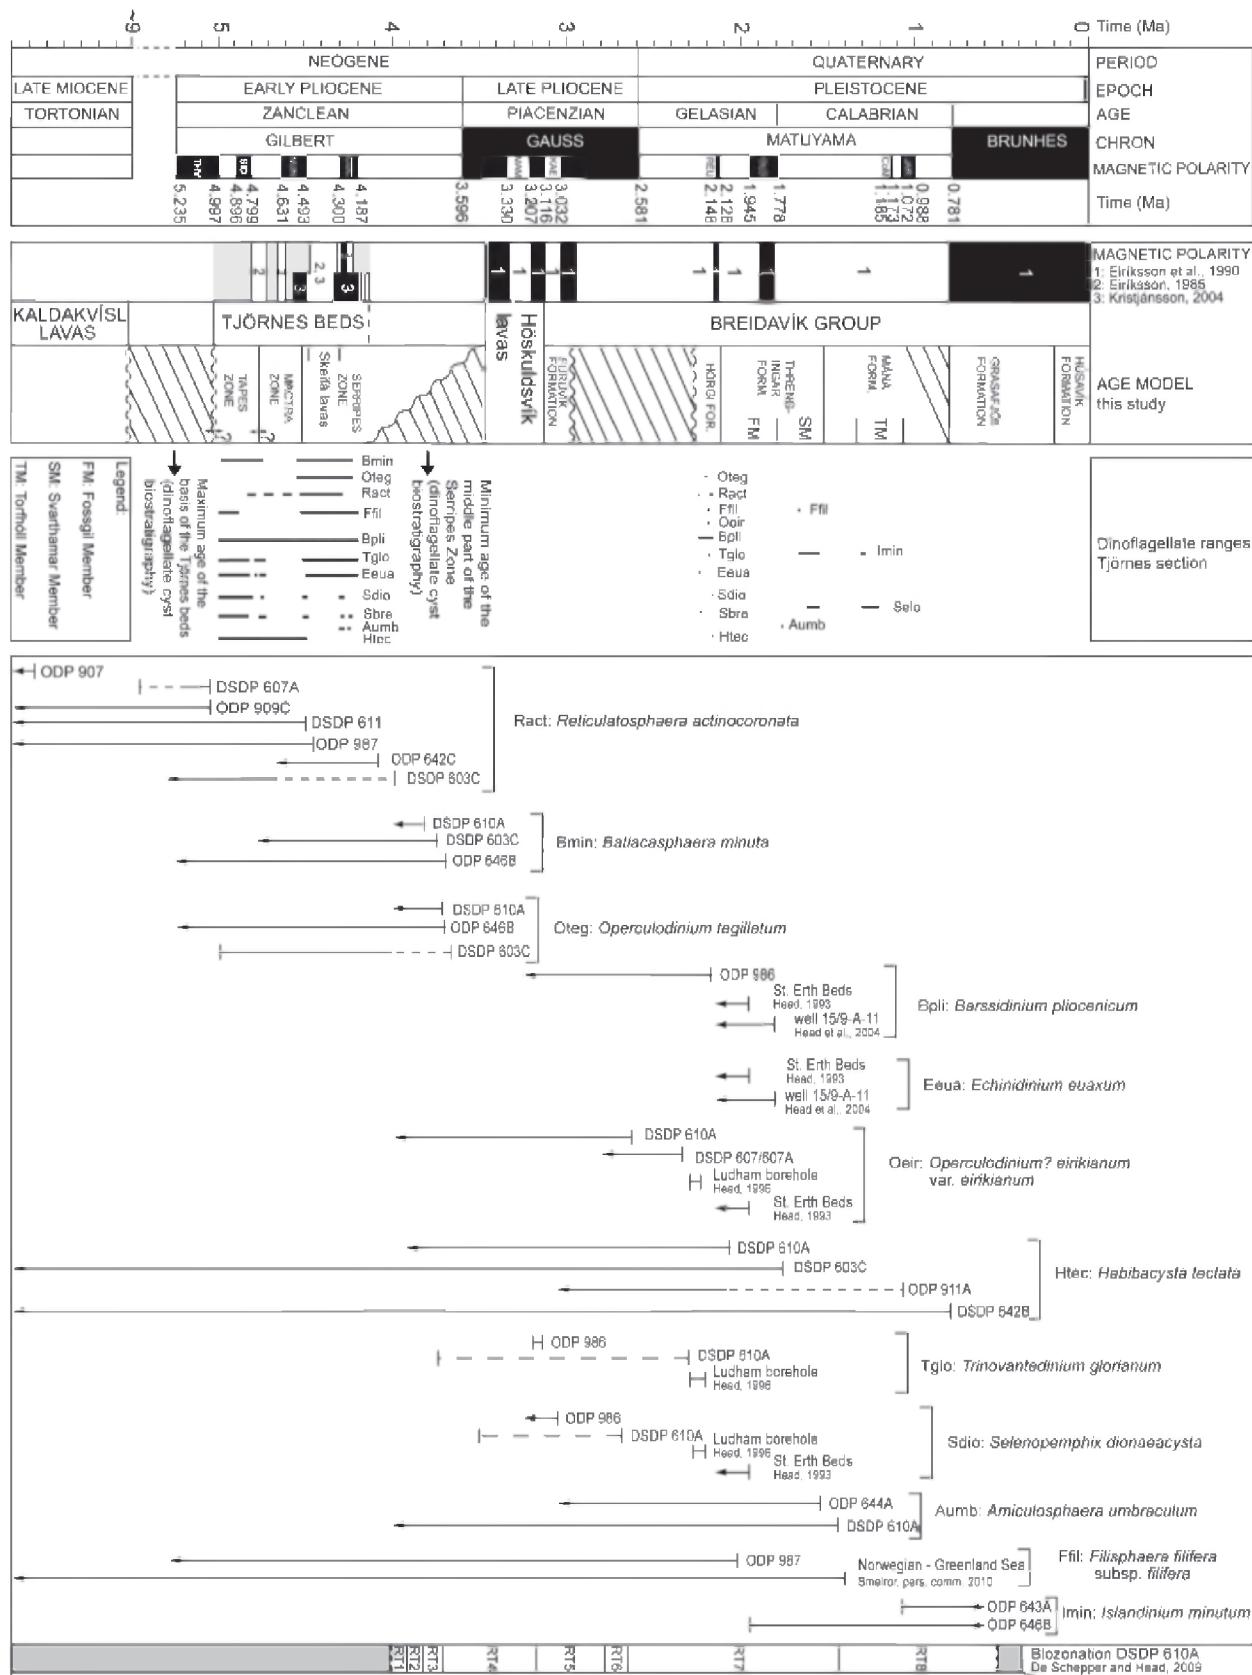 ~9
5
4
3
2
1
0
Time (Ma)
NEOGENE
QUATERNARY
PERIOD
LATE MIOCENE
EARLY PLIOCENE
LATE PLIOCENE
PLEISTOCENE
EPOCH
TORTONIAN
ZANCLEAN
PIACENZIAN
GELASIAN
CALABRIAN
AGE
GILBERT
GAUSS
MATUYAMA
BRUNHES
CHRON
MAGNETIC POLARITY
5.235
4.997
4.896
4.799
4.631
4.493
4.300
4.187
3.596
3.330
3.207
3.116
3.032
2.581
2.148
2.128
1.945
1.778
1.185
1.173
1.072
0.988
0.781
Time (Ma)
MAGNETIC POLARITY
1: Eiríksson et al., 1990
2: Eiríksson, 1985
3: Kristjánsson, 2004
KALDAKVÍSL
LAVAS
TJÖRNES BEDS
Höskuldsvík
lavas
BREIDAVÍK GROUP
TAPES
ZONE
MACTRA
ZONE
Skeifá lavas
SERRIPES
ZONE
FURUVÍK
FORMATION
HÖRGI FOR.
THRENG-
INGAR
FORM.
FM
SM
MÁNA
FORM.
TM
GRASAFJÖR
FORMATION
HÚSAVÍK
FORMATION
AGE MODEL
this study
Legend:
FM: Fossgil Member
SM: Svarthamar Member
TM: Torfhóll Member
Maximum age of the
basis of the Tjörnes beds
(dinoflagellate cyst
biostratigraphy)
Bmin
Oteg
Ract
Ffil
Bpli
Tglo
Eeua
Sdio
Sbre
Aumb
Htec
Minimum age of the
middle part of the
Serripes Zone
(dinoflagellate cyst
biostratigraphy)
Oteg
Ract
Ffil
Ooir
Bpli
Tglo
Eeua
Sdio
Sbre
Htec
Ffil
Imin
Selo
Aumb
Dinoflagellate ranges
Tjörnes section
ODP 907
DSDP 607A
ODP 909C
DSDP 611
ODP 987
ODP 642C
DSDP 603C
Ract: Reticulatosphaera actinocoronata
DSDP 610A
DSDP 603C
ODP 646B
Bmin: Batiacasphaera minuta
DSDP 610A
ODP 646B
DSDP 603C
Oteg: Operculodinium tegillatum
ODP 986
St. Erth Beds
Head, 1993
well 15/9-A-11
Head et al., 2004
Bpli: Barssidinium pliocenicum
St. Erth Beds
Head, 1993
well 15/9-A-11
Head et al., 2004
Eeua: Echinidinium euaxum
DSDP 610A
DSDP 607/607A
Ludham borehole
Head, 1996
St. Erth Beds
Head, 1993
Oeir: Operculodinium? eirikianum
var. eirikianum
DSDP 610A
DSDP 603C
ODP 911A
DSDP 642B
Htec: Habibacysta tectata
ODP 986
DSDP 610A
Ludham borehole
Head, 1996
Tglo: Trinovantedinium glorianum
ODP 986
DSDP 610A
Ludham borehole
Head, 1996
St. Erth Beds
Head, 1993
Sdio: Selenopemphix dionaeacysta
ODP 644A
DSDP 610A
Aumb: Amiculosphaera umbraculum
ODP 987
Norwegian - Greenland Sea
Smelror, pers. comm. 2010
Ffil: Filisphaera filifera
subsp. filifera
ODP 643A
ODP 646B
Imin: Islandinium minutum
RT1
RT2
RT3
RT4
RT5
RT6
RT7
RT8
Biozonation DSDP 610A
De Schepper and Head, 2009